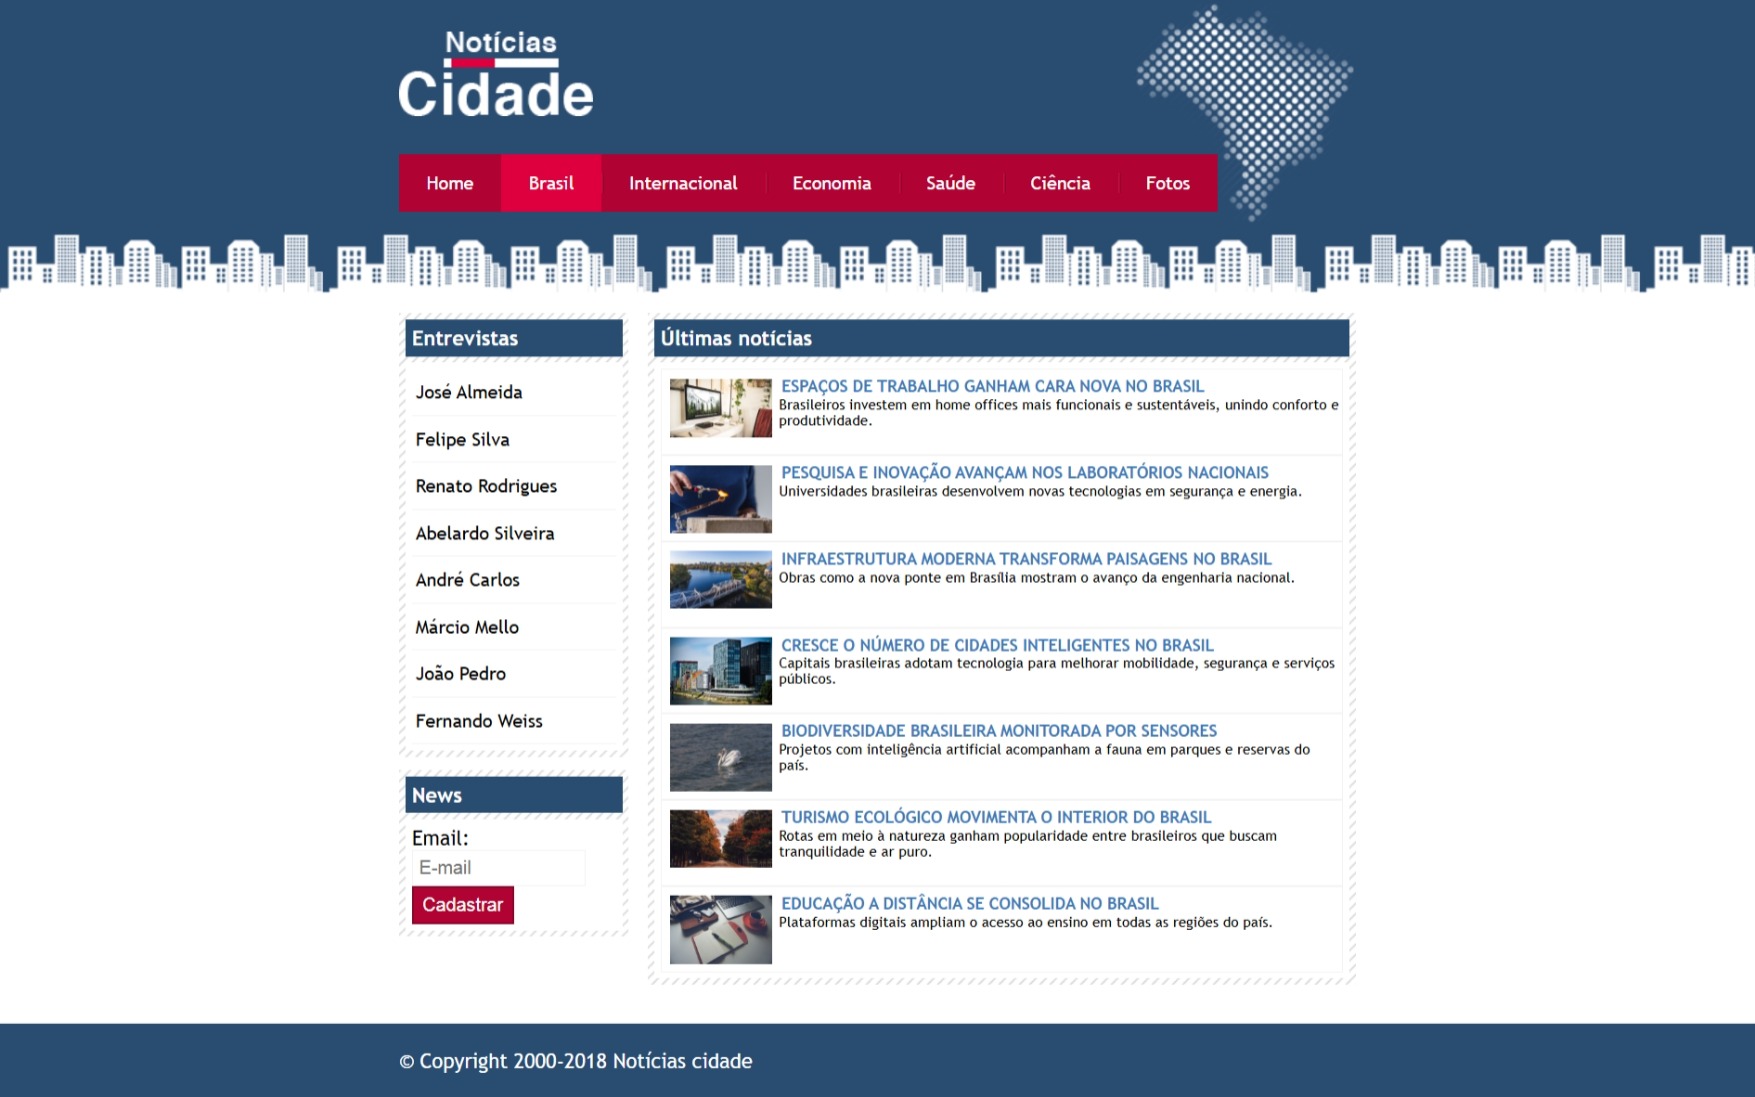 Notícias
Cidade
Home Brasil Internacional Economia Saúde Ciência Fotos
Entrevistas
José Almeida
Felipe Silva
Renato Rodrigues
Abelardo Silveira
André Carlos
Márcio Mello
João Pedro
Fernando Weiss
News
Email:
E-mail
Cadastrar
Últimas notícias
ESPAÇOS DE TRABALHO GANHAM CARA NOVA NO BRASIL
Brasileiros investem em home offices mais funcionais e sustentáveis, unindo conforto e
produtividade.
PESQUISA E INOVAÇÃO AVANÇAM NOS LABORATÓRIOS NACIONAIS
Universidades brasileiras desenvolvem novas tecnologias em segurança e energia.
INFRAESTRUTURA MODERNA TRANSFORMA PAISAGENS NO BRASIL
Obras como a nova ponte em Brasília mostram o avanço da engenharia nacional.
CRESCE O NÚMERO DE CIDADES INTELIGENTES NO BRASIL
Capitais brasileiras adotam tecnologia para melhorar mobilidade, segurança e serviços
públicos.
BIODIVERSIDADE BRASILEIRA MONITORADA POR SENSORES
Projetos com inteligência artificial acompanham a fauna em parques e reservas do
país.
TURISMO ECOLÓGICO MOVIMENTA O INTERIOR DO BRASIL
Rotas em meio à natureza ganham popularidade entre brasileiros que buscam
tranquilidade e ar puro.
EDUCAÇÃO A DISTÂNCIA SE CONSOLIDA NO BRASIL
Plataformas digitais ampliam o acesso ao ensino em todas as regiões do país.
© Copyright 2000-2018 Notícias cidade